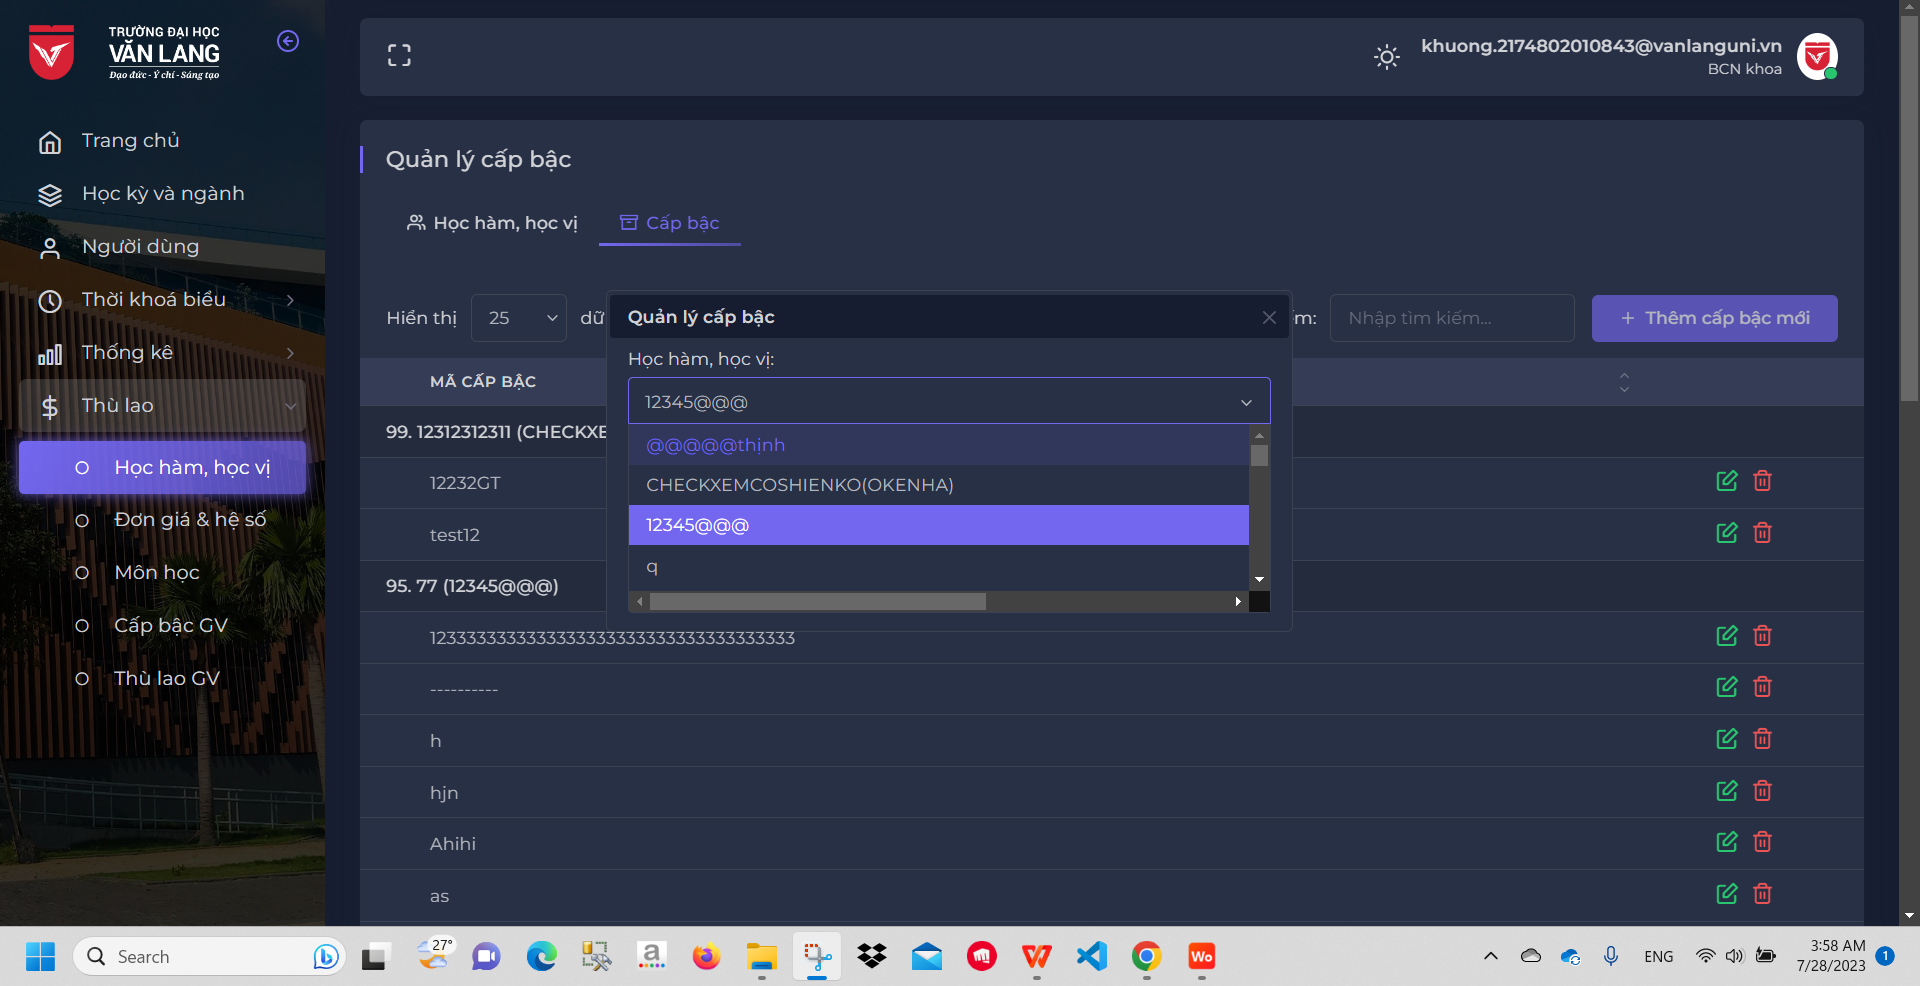 TRƯỜNG ĐẠI HỌC
VĂN LANG
Đạo đức - Ý chí - Sáng tạo
Trang chủ
Học kỳ và ngành
Người dùng
Thời khoá biểu
Thống kê
Thù lao
Học hàm, học vị
Đơn giá & hệ số
Môn học
Cấp bậc GV
Thù lao GV
khuong.2174802010843@vanlanguni.vn
BCN khoa
Quản lý cấp bậc
Học hàm, học vị
Cấp bậc
Hiển thị 25 dữ
Nhập tìm kiếm...
+ Thêm cấp bậc mới
Quản lý cấp bậc
Học hàm, học vị:
12345@@@
@@@@@thịnh
CHECKXEMCOSHIENKO(OKENHA)
12345@@@
q
MÃ CẤP BẬC
99. 12312312311 (CHECKXE
12232GT
test12
95. 77 (12345@@@)
----------
h
hjn
Ahihi
as
Search
27°
ENG
3:58 AM
7/28/2023
1